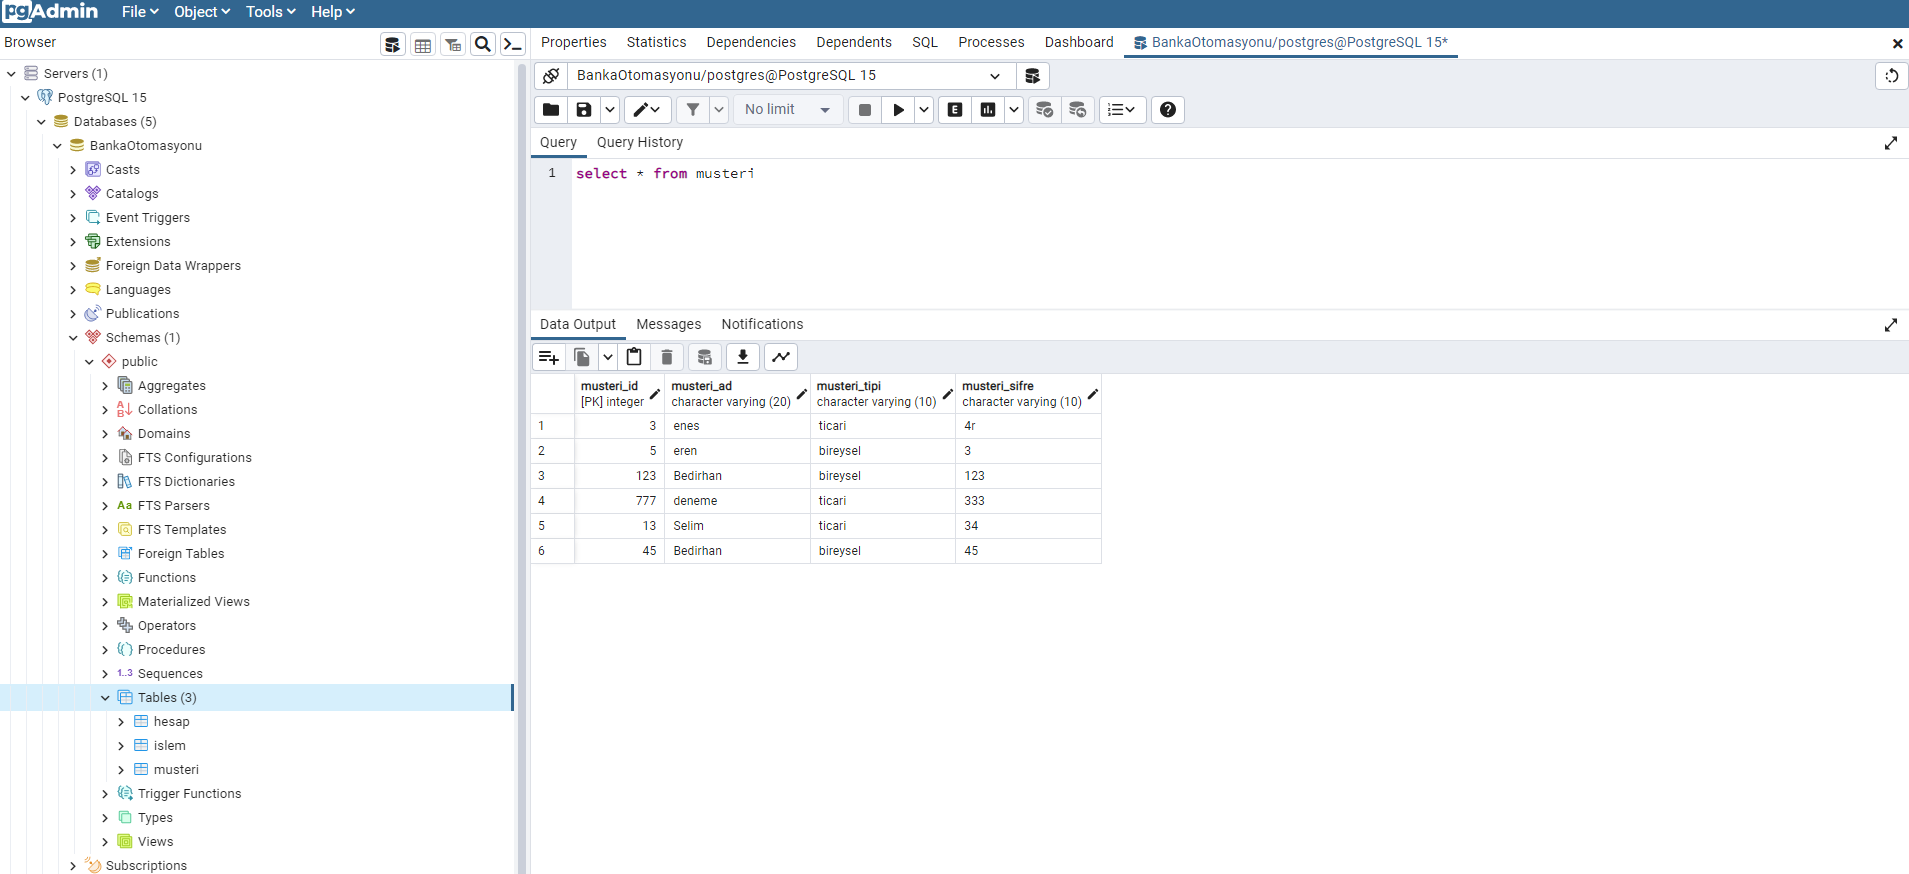 pgAdmin File Object Tools Help
Browser
Properties Statistics Dependencies Dependents SQL Processes Dashboard BankaOtomasyonu/postgres@PostgreSQL 15*
Servers (1)
PostgreSQL 15
Databases (5)
BankaOtomasyonu
Casts
Catalogs
Event Triggers
Extensions
Foreign Data Wrappers
Languages
Publications
Schemas (1)
public
Aggregates
Collations
Domains
FTS Configurations
FTS Dictionaries
Aa FTS Parsers
FTS Templates
Foreign Tables
Functions
Materialized Views
Operators
Procedures
1..3 Sequences
Tables (3)
hesap
islem
musteri
Trigger Functions
Types
Views
Subscriptions
BankaOtomasyonu/postgres@PostgreSQL 15
No limit E
Query Query History
1 select * from musteri
Data Output Messages Notifications
musteri_id musteri_ad musteri_tipi musteri_sifre
[PK] integer character varying (20) character varying (10) character varying (10)
1 3 enes ticari 4r
2 5 eren bireysel 3
3 123 Bedirhan bireysel 123
4 777 deneme ticari 333
5 13 Selim ticari 34
6 45 Bedirhan bireysel 45